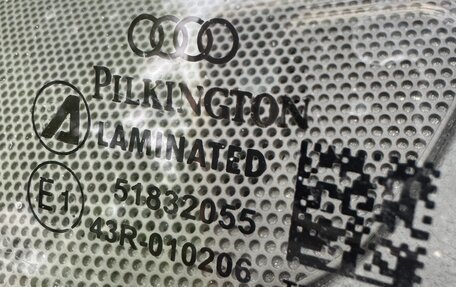 PILKINGTON
LAMINATED
E1 51832055
43R-010206